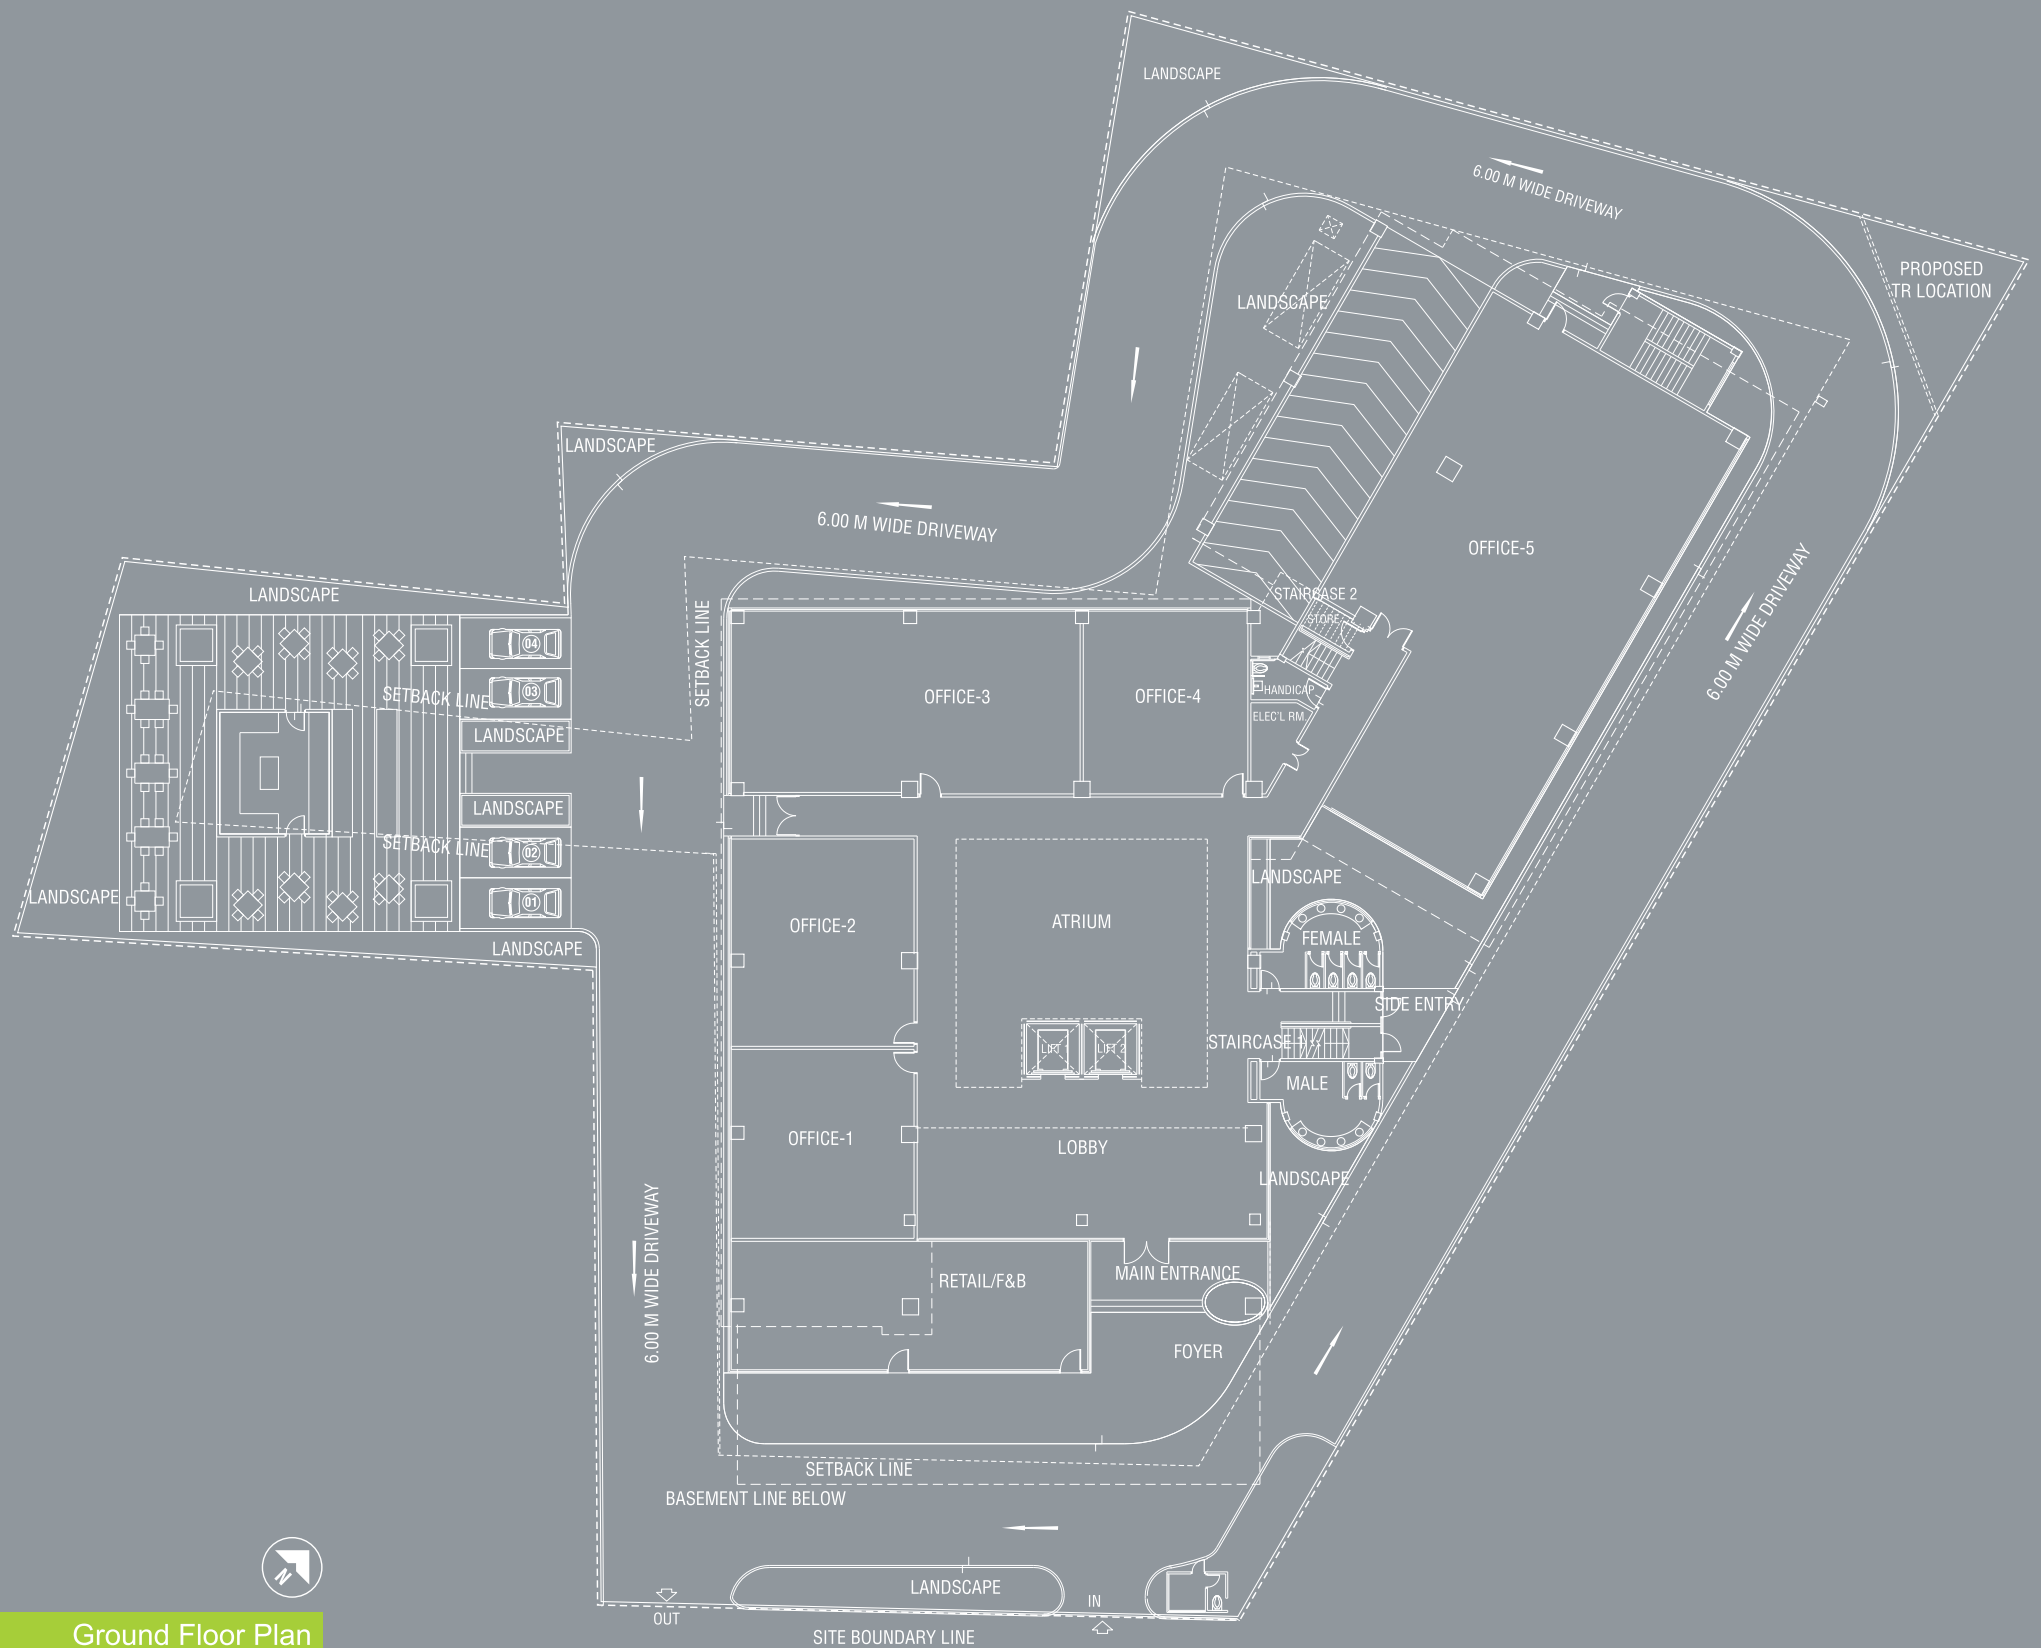 LANDSCAPE
6.00 M WIDE DRIVEWAY
PROPOSED
TR LOCATION
LANDSCAPE
LANDSCAPE
6.00 M WIDE DRIVEWAY
OFFICE-5
6.00 M WIDE DRIVEWAY
LANDSCAPE
STAIRCASE 2
STORE
SETBACK LINE
04
03
SETBACK LINE
OFFICE-3
OFFICE-4
HANDICAP
ELEC'L RM.
LANDSCAPE
LANDSCAPE
SETBACK LINE
02
01
LANDSCAPE
LANDSCAPE
OFFICE-2
ATRIUM
LANDSCAPE
FEMALE
SIDE ENTRY
STAIRCASE 1
LIFT 1
LIFT 2
MALE
OFFICE-1
LOBBY
LANDSCAPE
6.00 M WIDE DRIVEWAY
RETAIL/F&B
MAIN ENTRANCE
FOYER
SETBACK LINE
BASEMENT LINE BELOW
N
LANDSCAPE
IN
OUT
SITE BOUNDARY LINE
Ground Floor Plan